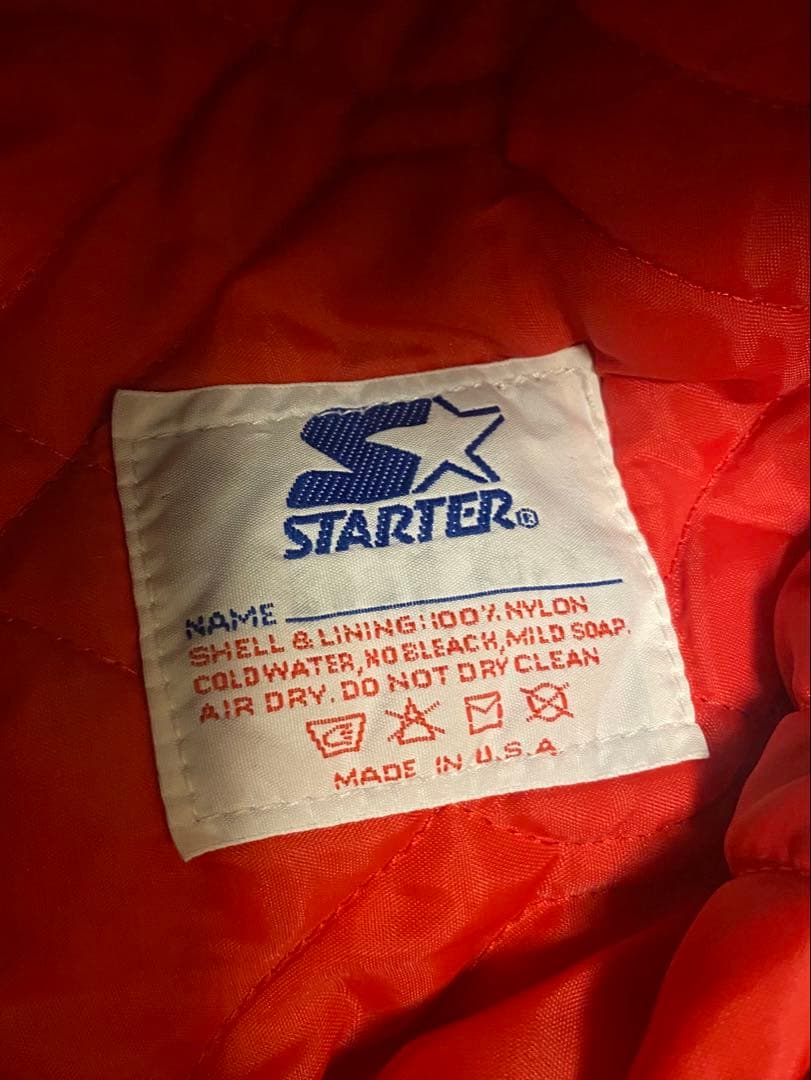 STARTER®
NAME
SHELL & LINING:100% NYLON
COLD WATER, NO BLEACH, MILD SOAP.
AIR DRY. DO NOT DRY CLEAN
MADE IN U.S.A